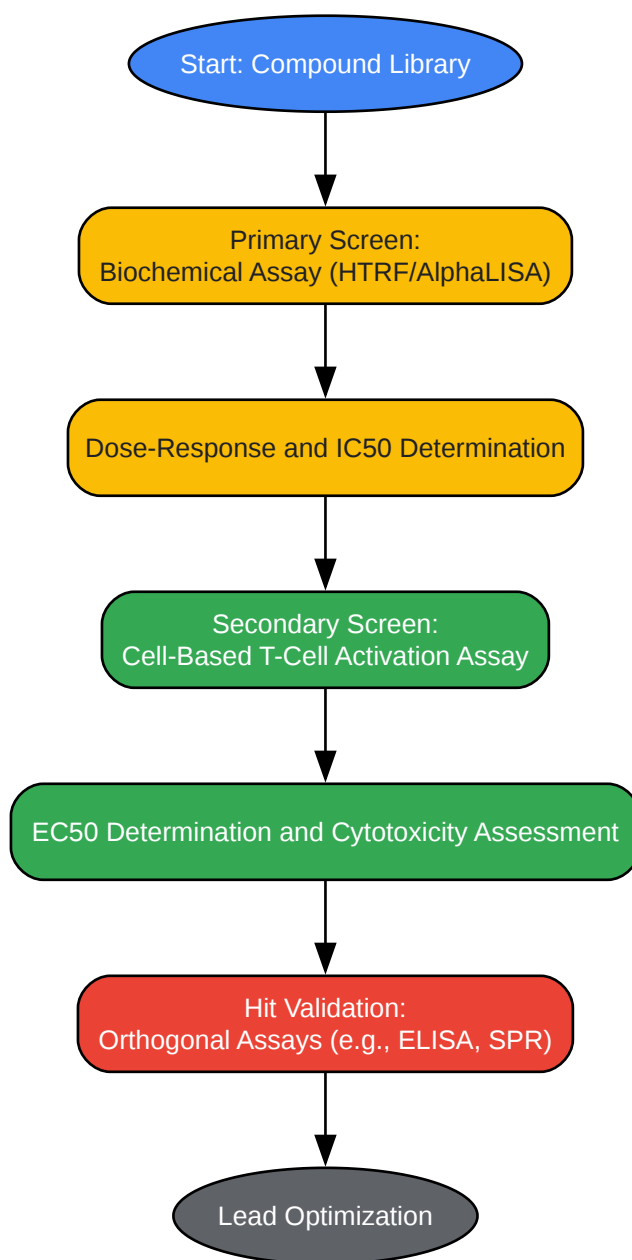 Start: Compound Library
Primary Screen:
Biochemical Assay (HTRF/AlphaLISA)
Dose-Response and IC50 Determination
Secondary Screen:
Cell-Based T-Cell Activation Assay
EC50 Determination and Cytotoxicity Assessment
Hit Validation:
Orthogonal Assays (e.g., ELISA, SPR)
Lead Optimization